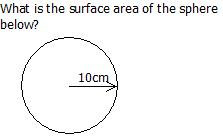 What is the surface area of the sphere
below?
10cm